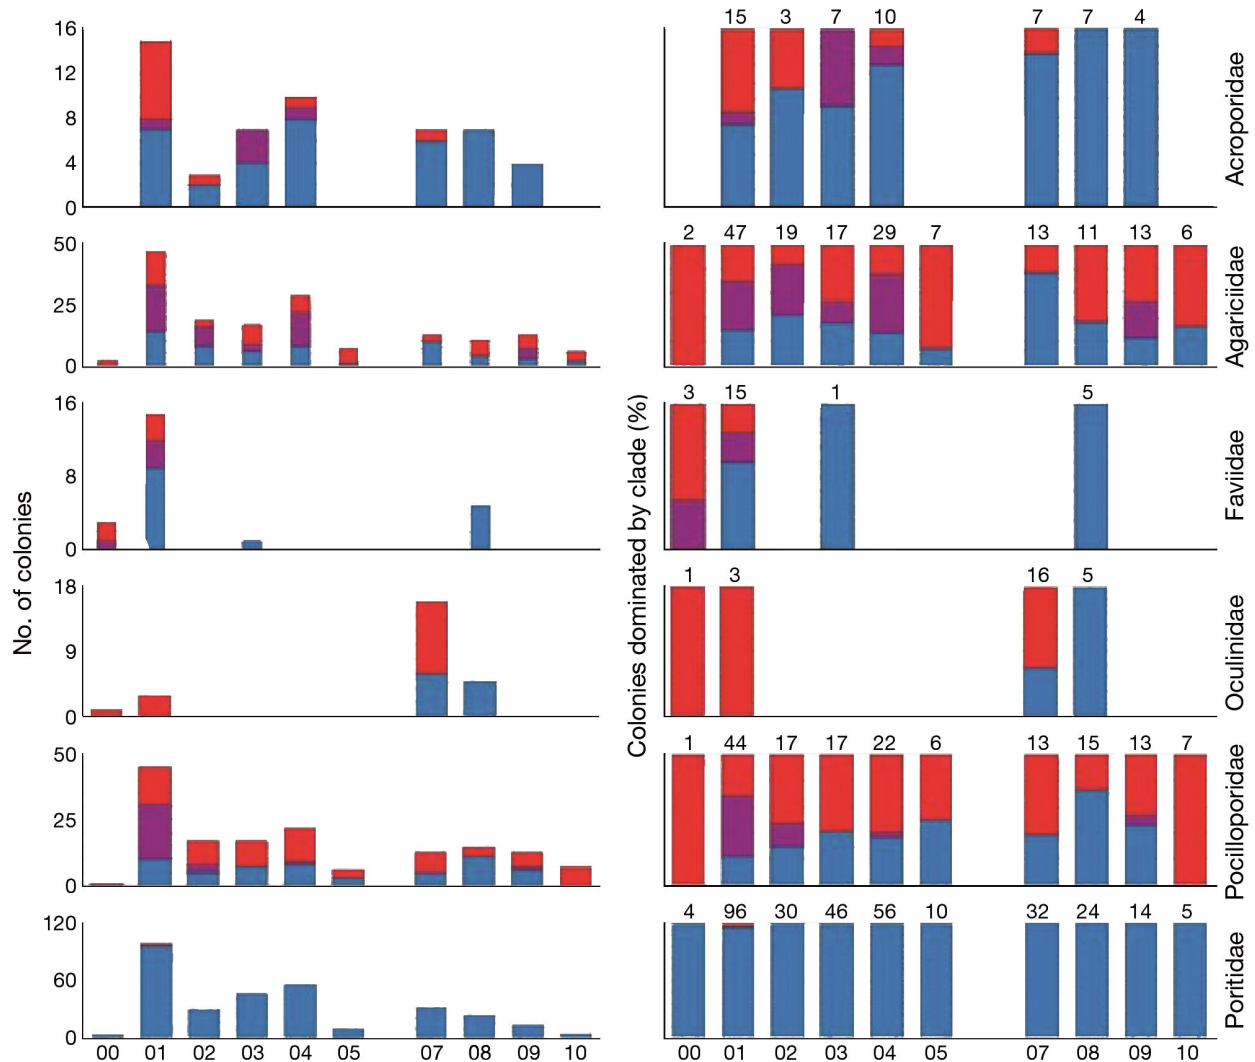 No. of colonies
16
12
8
4
0
50
25
0
16
8
0
18
9
0
50
25
0
120
60
0
00 01 02 03 04 05 07 08 09 10
Colonies dominated by clade (%)
15 3 7 10 7 7 4
Acroporidae
2 47 19 17 29 7 13 11 13 6
Agariciidae
3 15 1 5
Faviidae
1 3 16 5
Oculinidae
1 44 17 17 22 6 13 15 13 7
Pocilloporidae
4 96 30 46 56 10 32 24 14 5
Poritidae
00 01 02 03 04 05 07 08 09 10